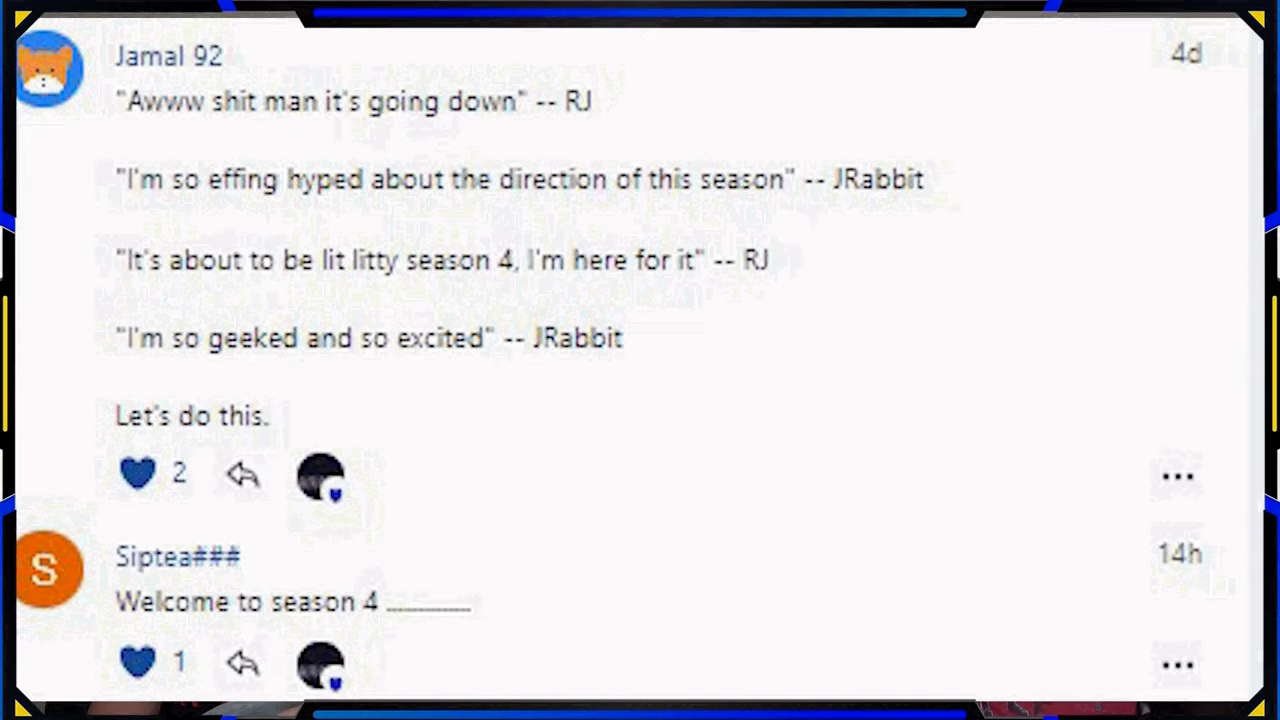 Jamal 92
4d
"Awww shit man it's going down" -- RJ
"I'm so effing hyped about the direction of this season" -- JRabbit
"It's about to be lit litty season 4, I'm here for it" -- RJ
"I'm so geeked and so excited" -- JRabbit
Let's do this.
2
...
S
Siptea###
14h
Welcome to season 4 ..............
1
...